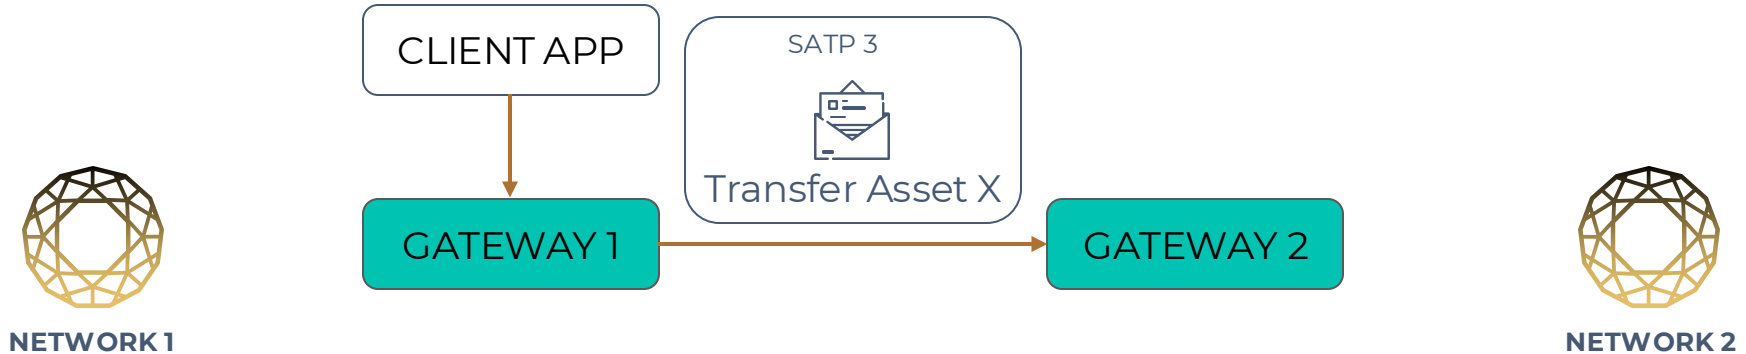 CLIENT APP
SATP 3
Transfer Asset X
GATEWAY 1
GATEWAY 2
NETWORK 1
NETWORK 2